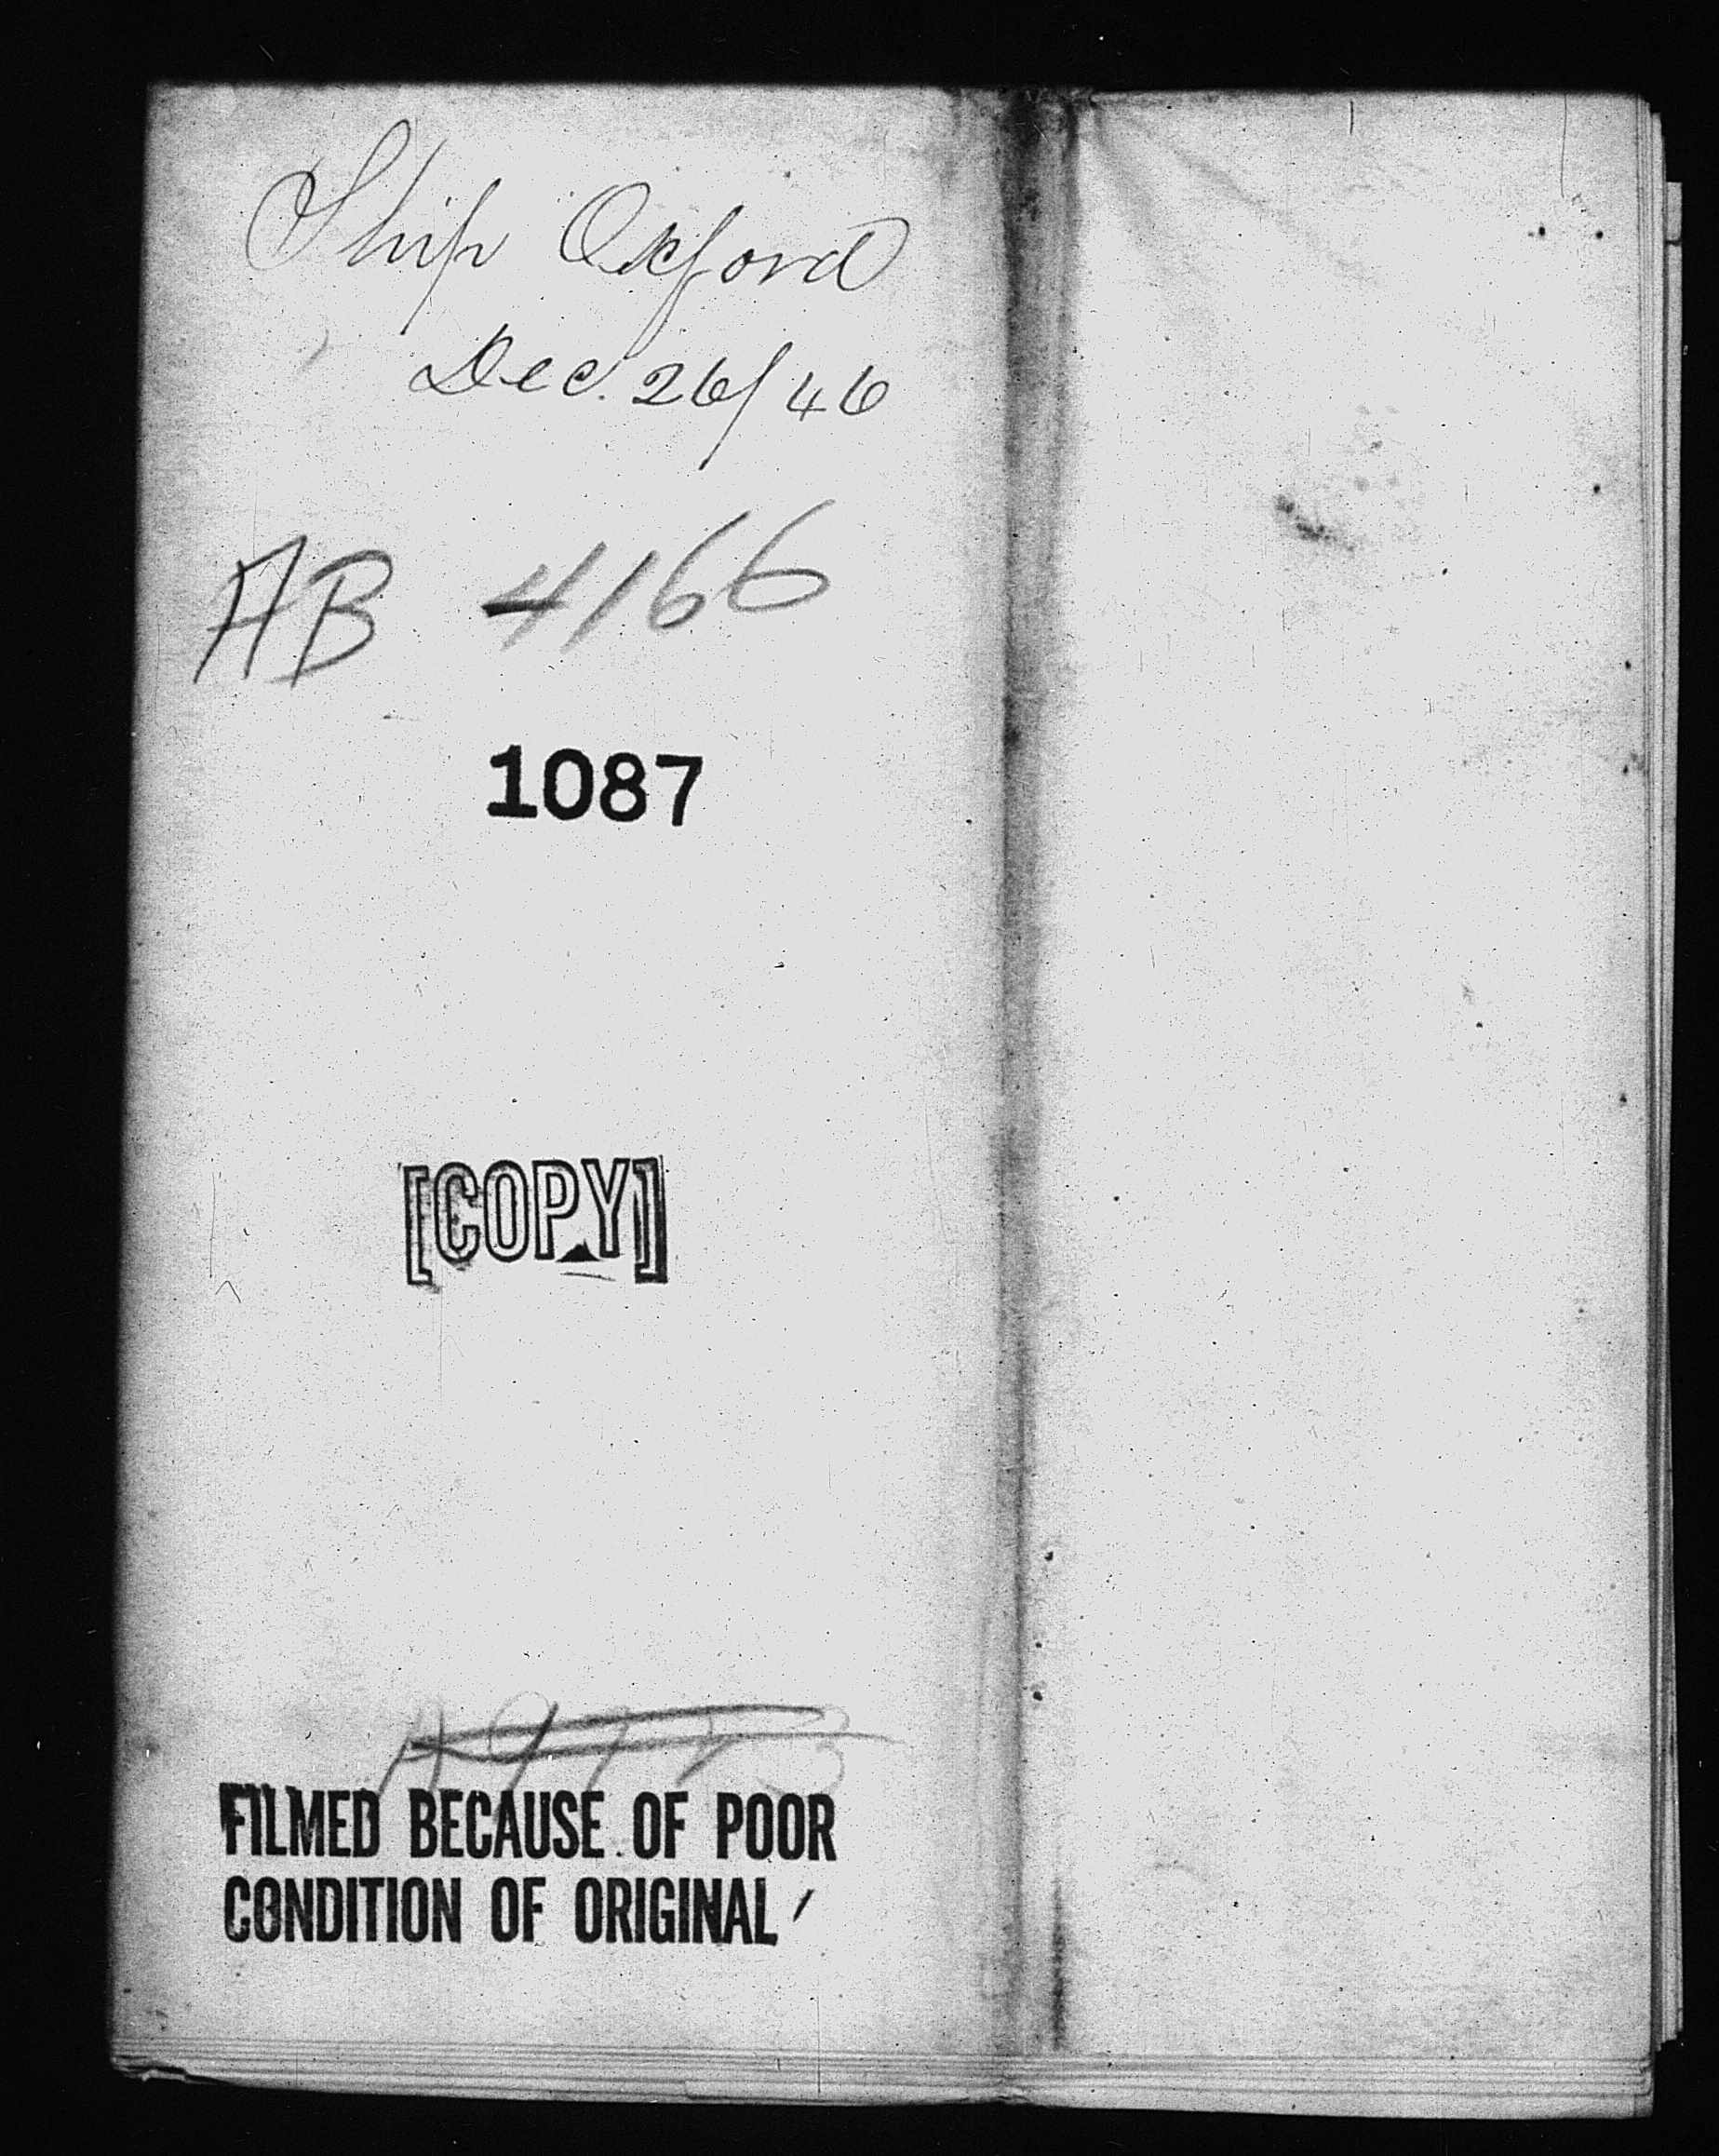 Ship Oxford
Dec. 26/46
AB 4166
1087
[COPY]
FILMED BECAUSE OF POOR
CONDITION OF ORIGINAL